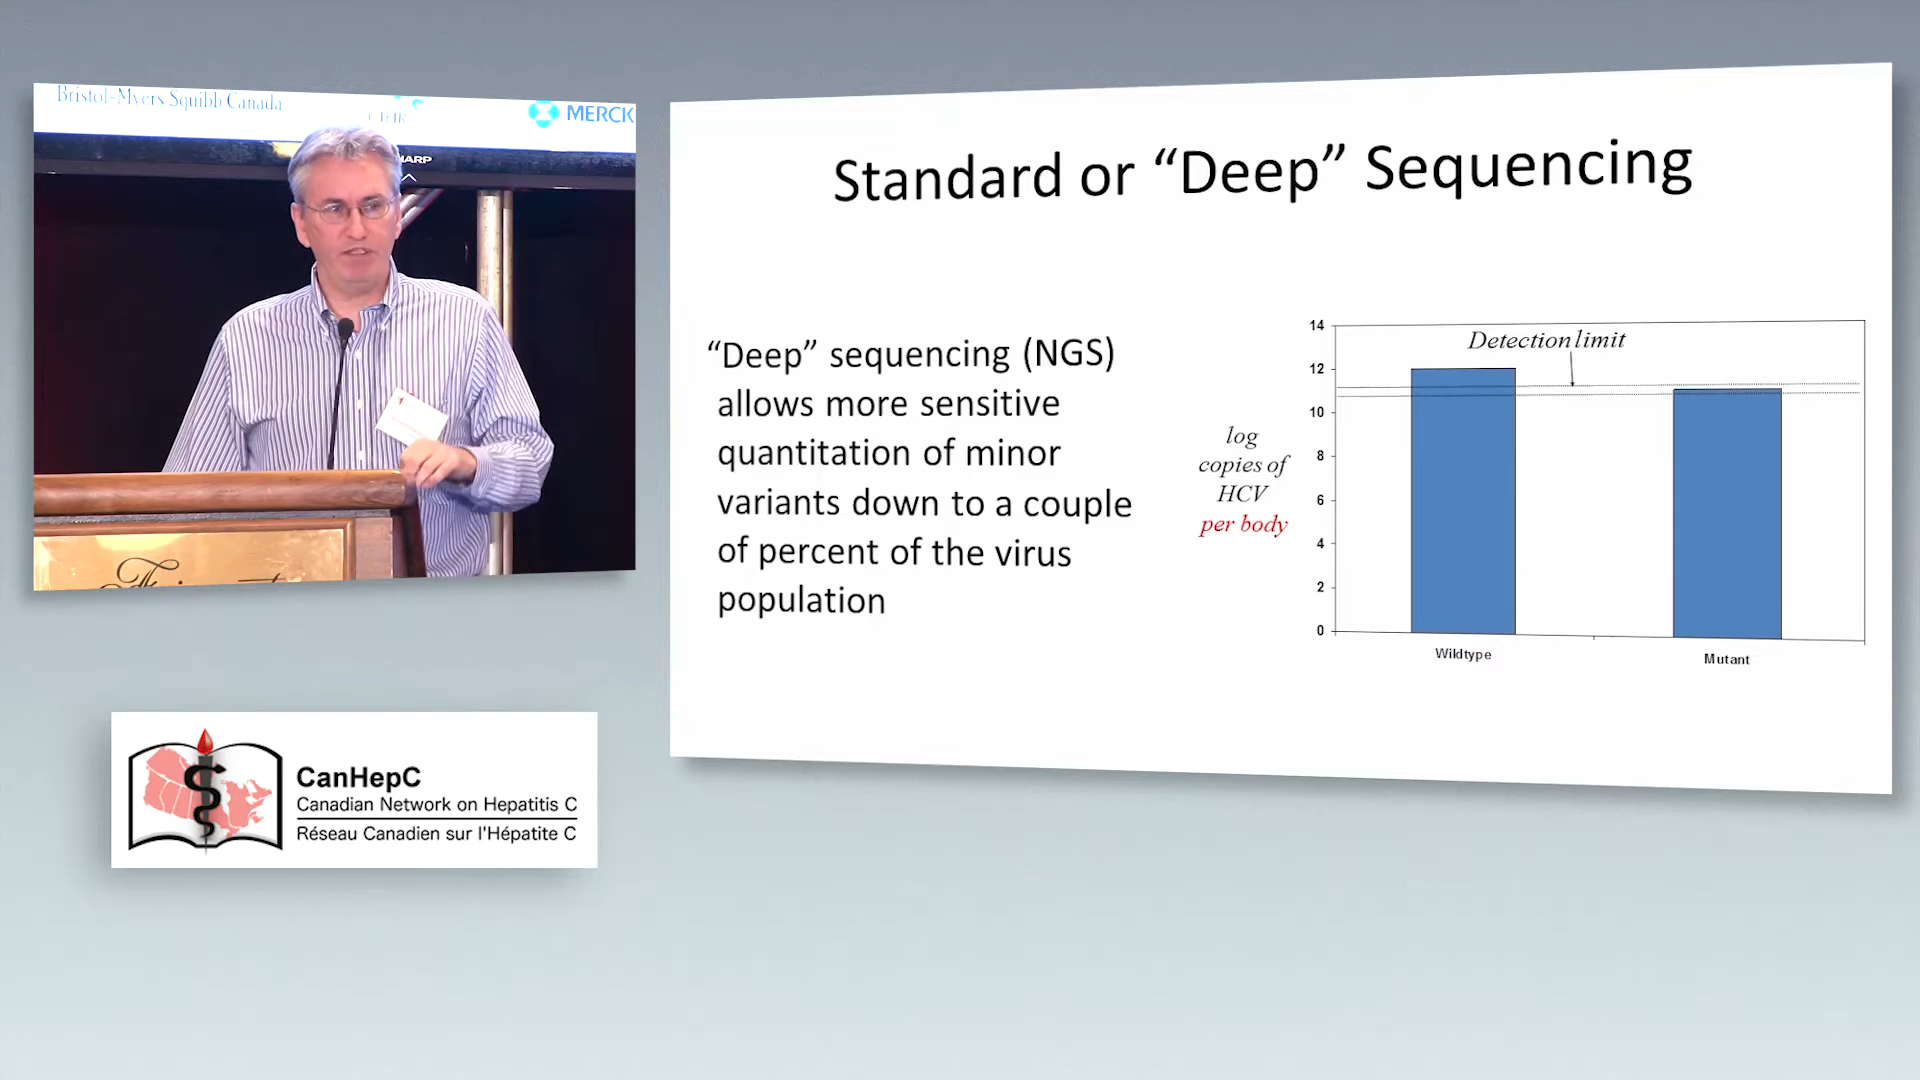 Bristol-Myers Squibb Canada
MERCK
Standard or “Deep” Sequencing
“Deep” sequencing (NGS)
allows more sensitive
quantitation of minor
variants down to a couple
of percent of the virus
population
log
copies of
HCV
per body
Detection limit
14
12
10
8
6
4
2
0
Wildtype
Mutant
CanHepC
Canadian Network on Hepatitis C
Réseau Canadien sur l'Hépatite C